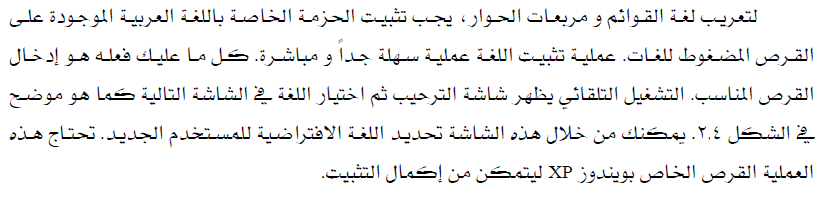 لتعريب لغة القوائم و مربعات الحوار، يجب تثبيت الحزمة الخاصة باللغة العربية الموجودة على
القرص المضغوط للغات. عملية تثبيت اللغة عملية سهلة جداً و مباشرة. كل ما عليك فعله هو إدخال
القرص المناسب. التشغيل التلقائي يظهر شاشة الترحيب ثم اختيار اللغة في الشاشة التالية كما هو موضح
في الشكل ٢.٤. يمكنك من خلال هذه الشاشة تحديد اللغة الافتراضية للمستخدم الجديد. تحتاج هذه
العملية القرص الخاص بويندوز XP ليتمكن من إكمال التثبيت.